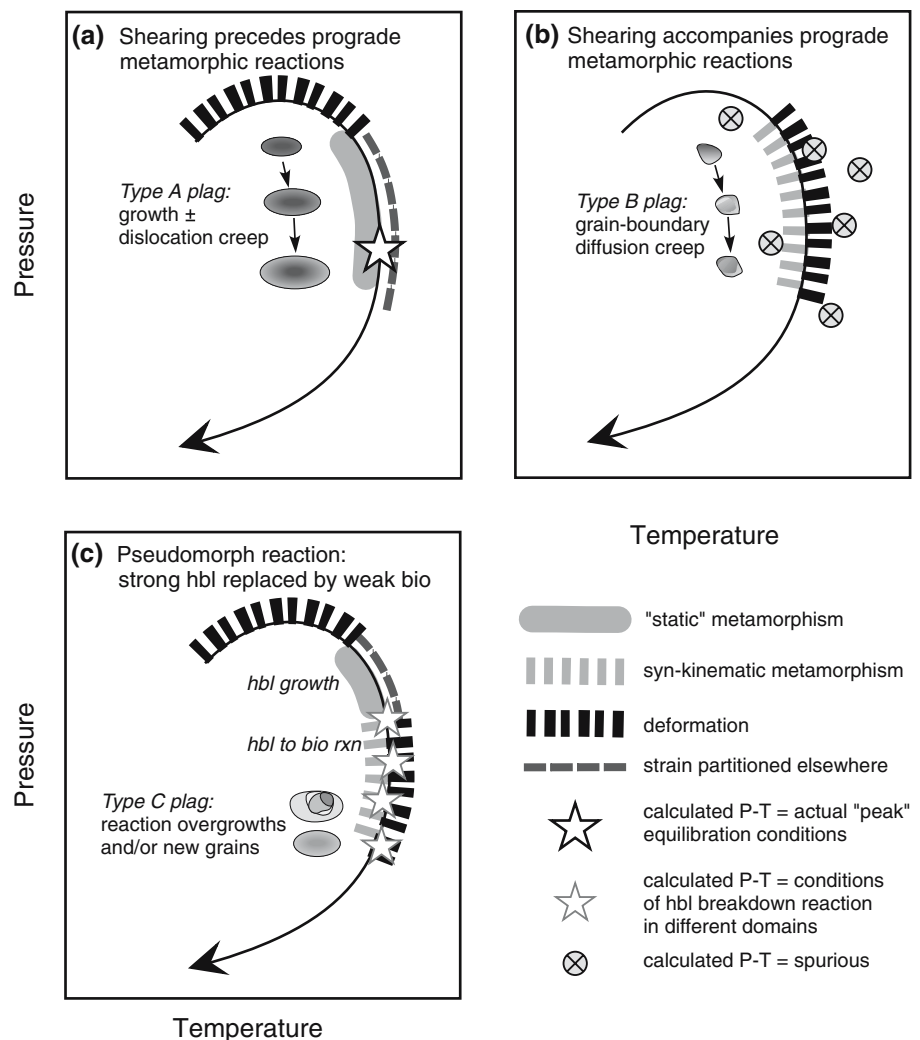 (a) Shearing precedes prograde
metamorphic reactions
Type A plag:
growth ±
dislocation creep
Pressure
(b) Shearing accompanies prograde
metamorphic reactions
Type B plag:
grain-boundary
diffusion creep
Temperature
(c) Pseudomorph reaction:
strong hbl replaced by weak bio
hbl growth
hbl to bio rxn
Type C plag:
reaction overgrowths
and/or new grains
Pressure
Temperature
"static" metamorphism
syn-kinematic metamorphism
deformation
strain partitioned elsewhere
calculated P-T = actual "peak"
equilibration conditions
calculated P-T = conditions
of hbl breakdown reaction
in different domains
calculated P-T = spurious